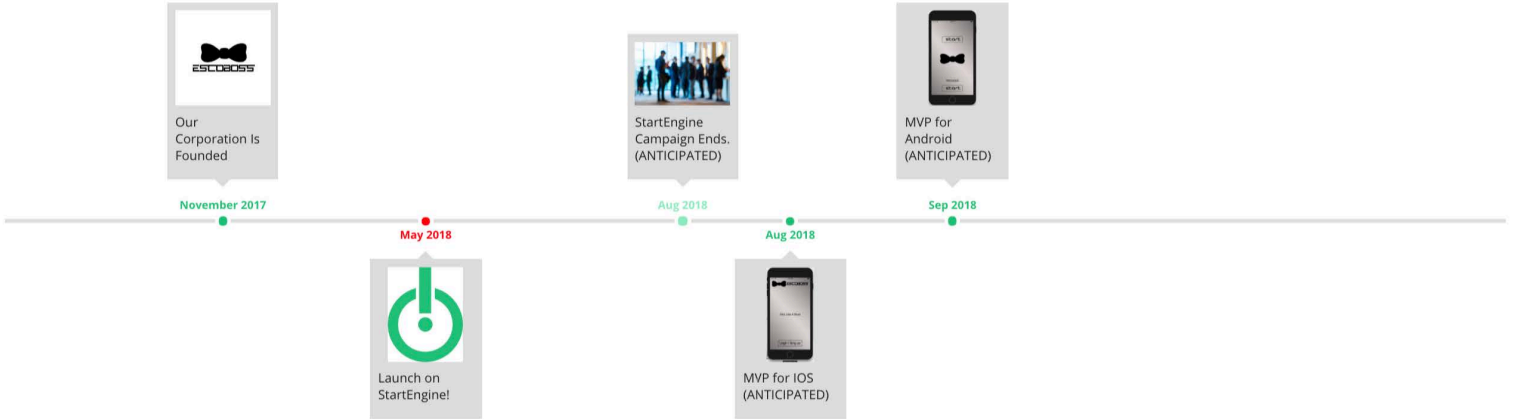 ESCOBOSS
Our
Corporation Is
Founded
November 2017
May 2018
Launch on
StartEngine!
StartEngine
Campaign Ends.
(ANTICIPATED)
Aug 2018
Aug 2018
ESCOBOSS
MVP for IOS
(ANTICIPATED)
MVP for
Android
(ANTICIPATED)
Sep 2018